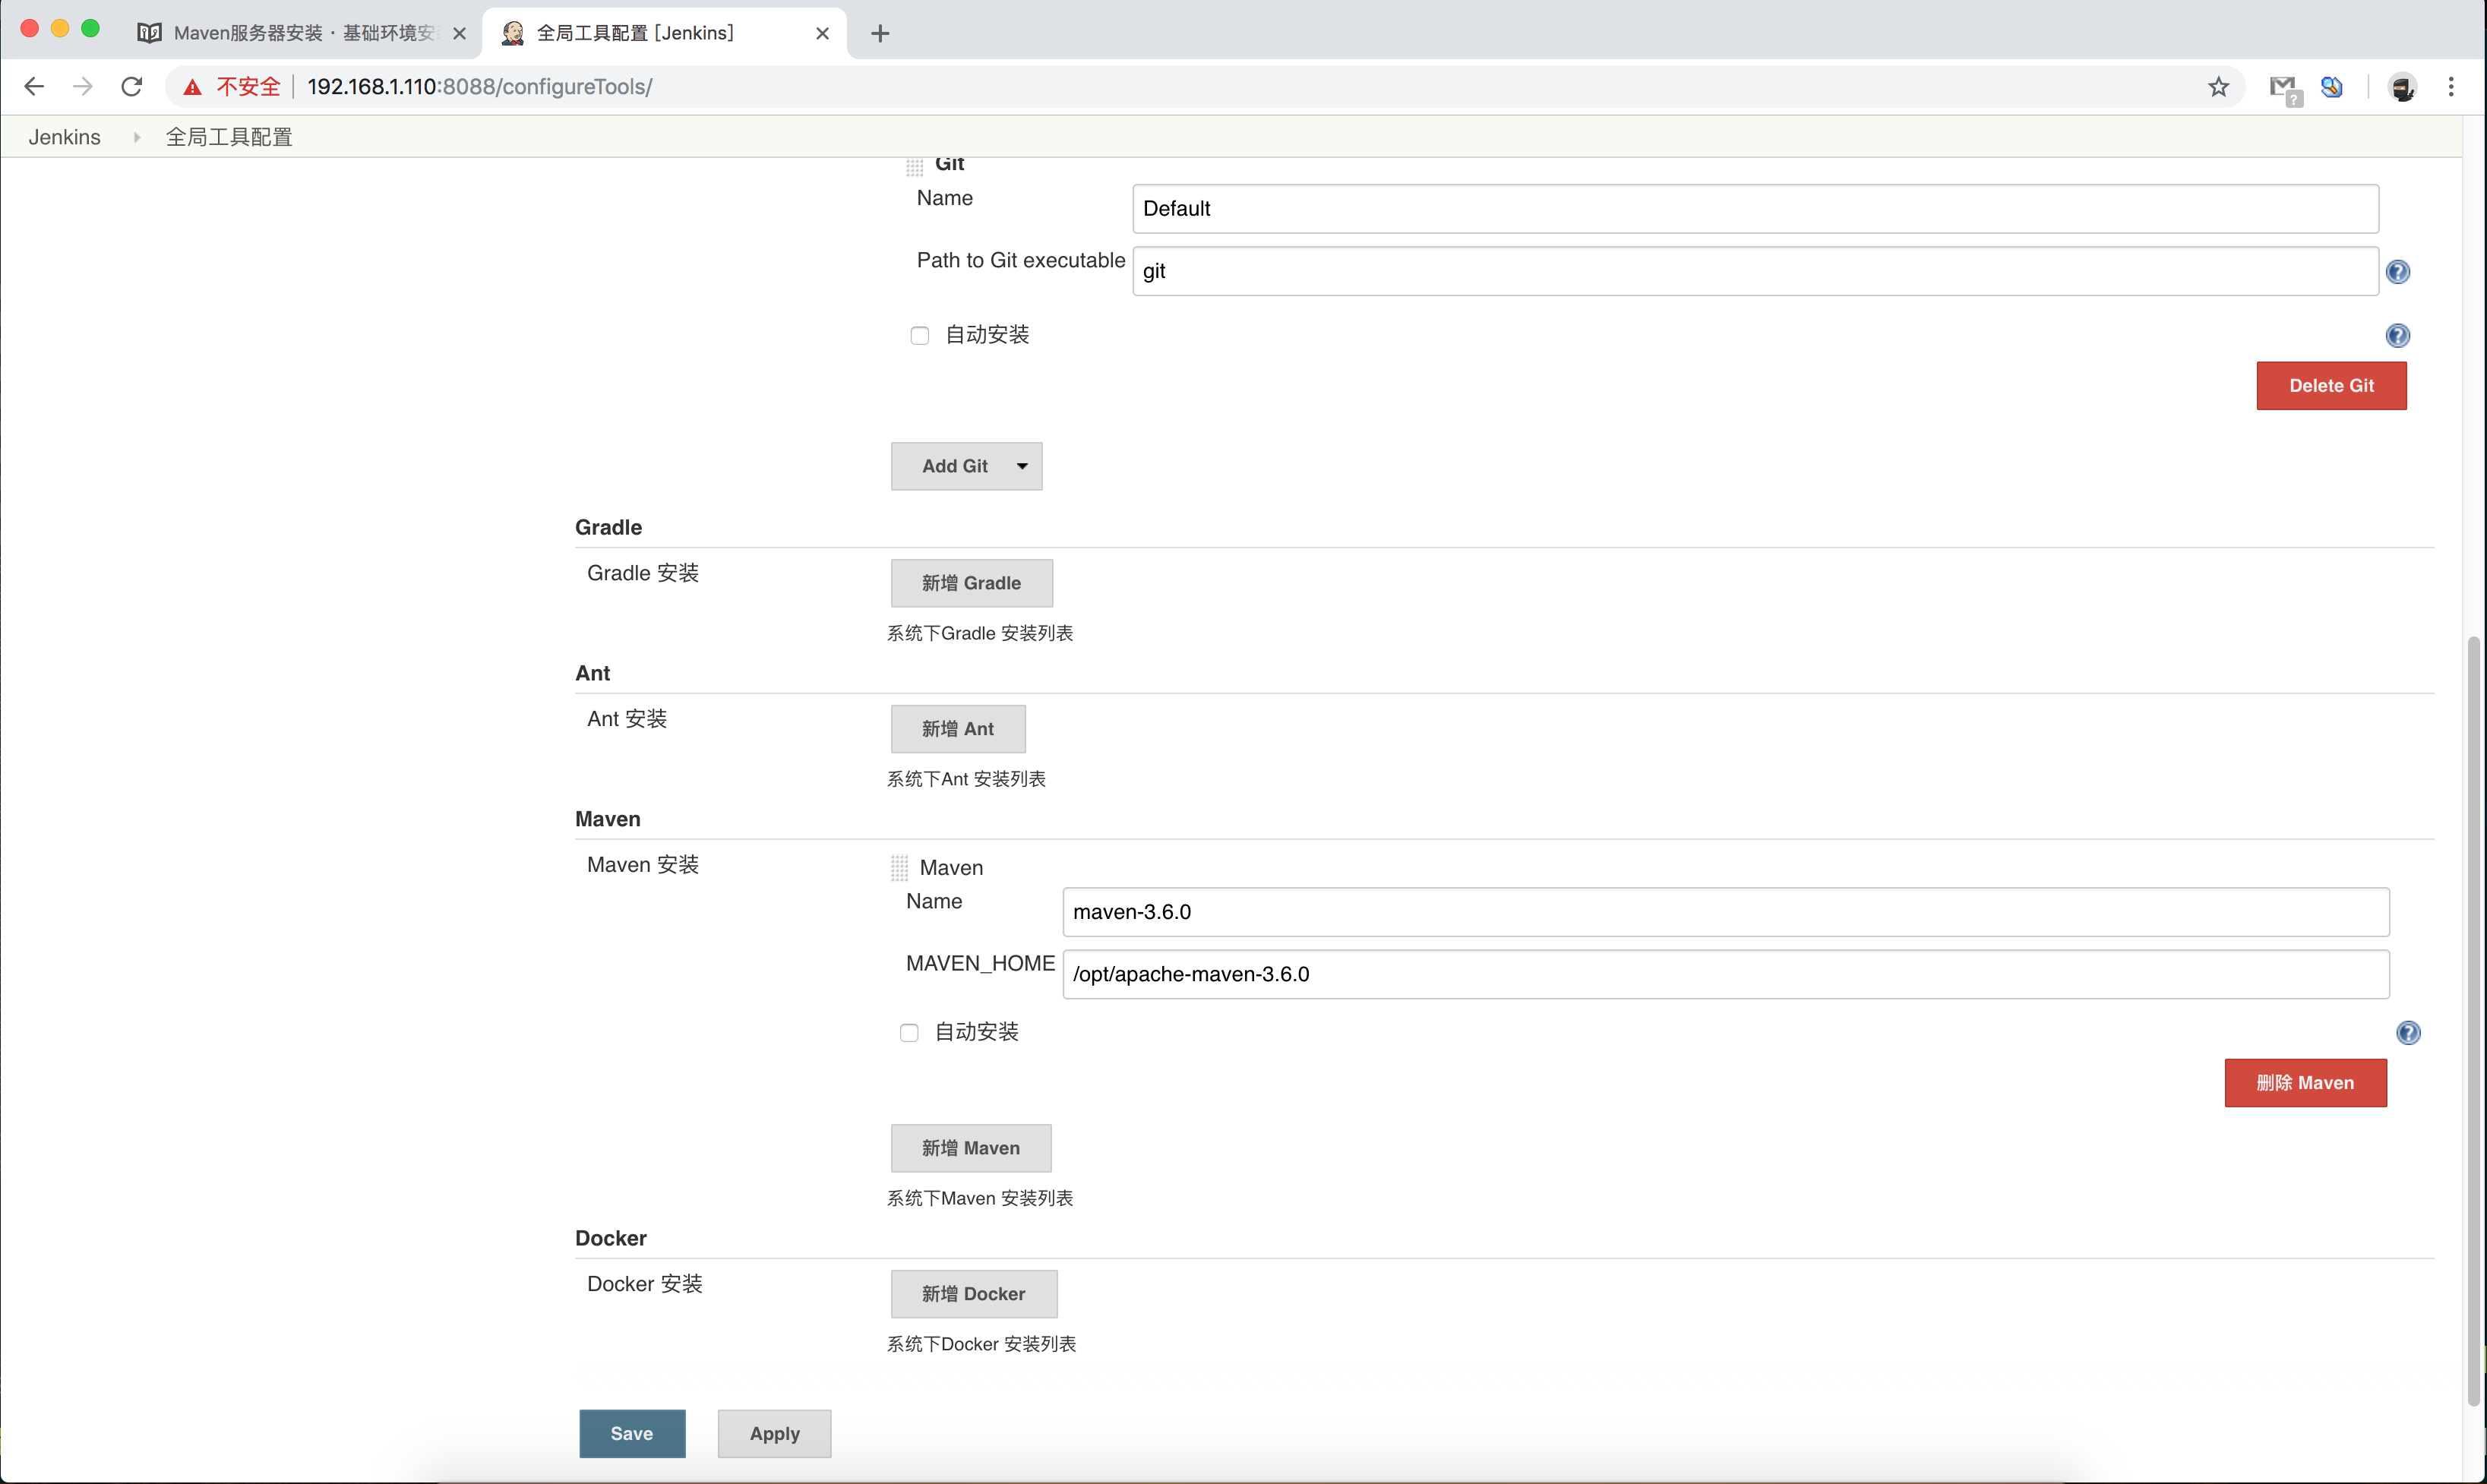 Maven服务器安装 · 基础环境安
全局工具配置 [Jenkins]
不安全 192.168.1.110:8088/configureTools/
Jenkins 全局工具配置
Git
Name Default
Path to Git executable git
自动安装
Delete Git
Add Git
Gradle
Gradle 安装 新增 Gradle
系统下Gradle 安装列表
Ant
Ant 安装 新增 Ant
系统下Ant 安装列表
Maven
Maven 安装 Maven
Name maven-3.6.0
MAVEN_HOME /opt/apache-maven-3.6.0
自动安装
删除 Maven
新增 Maven
系统下Maven 安装列表
Docker
Docker 安装 新增 Docker
系统下Docker 安装列表
Save Apply